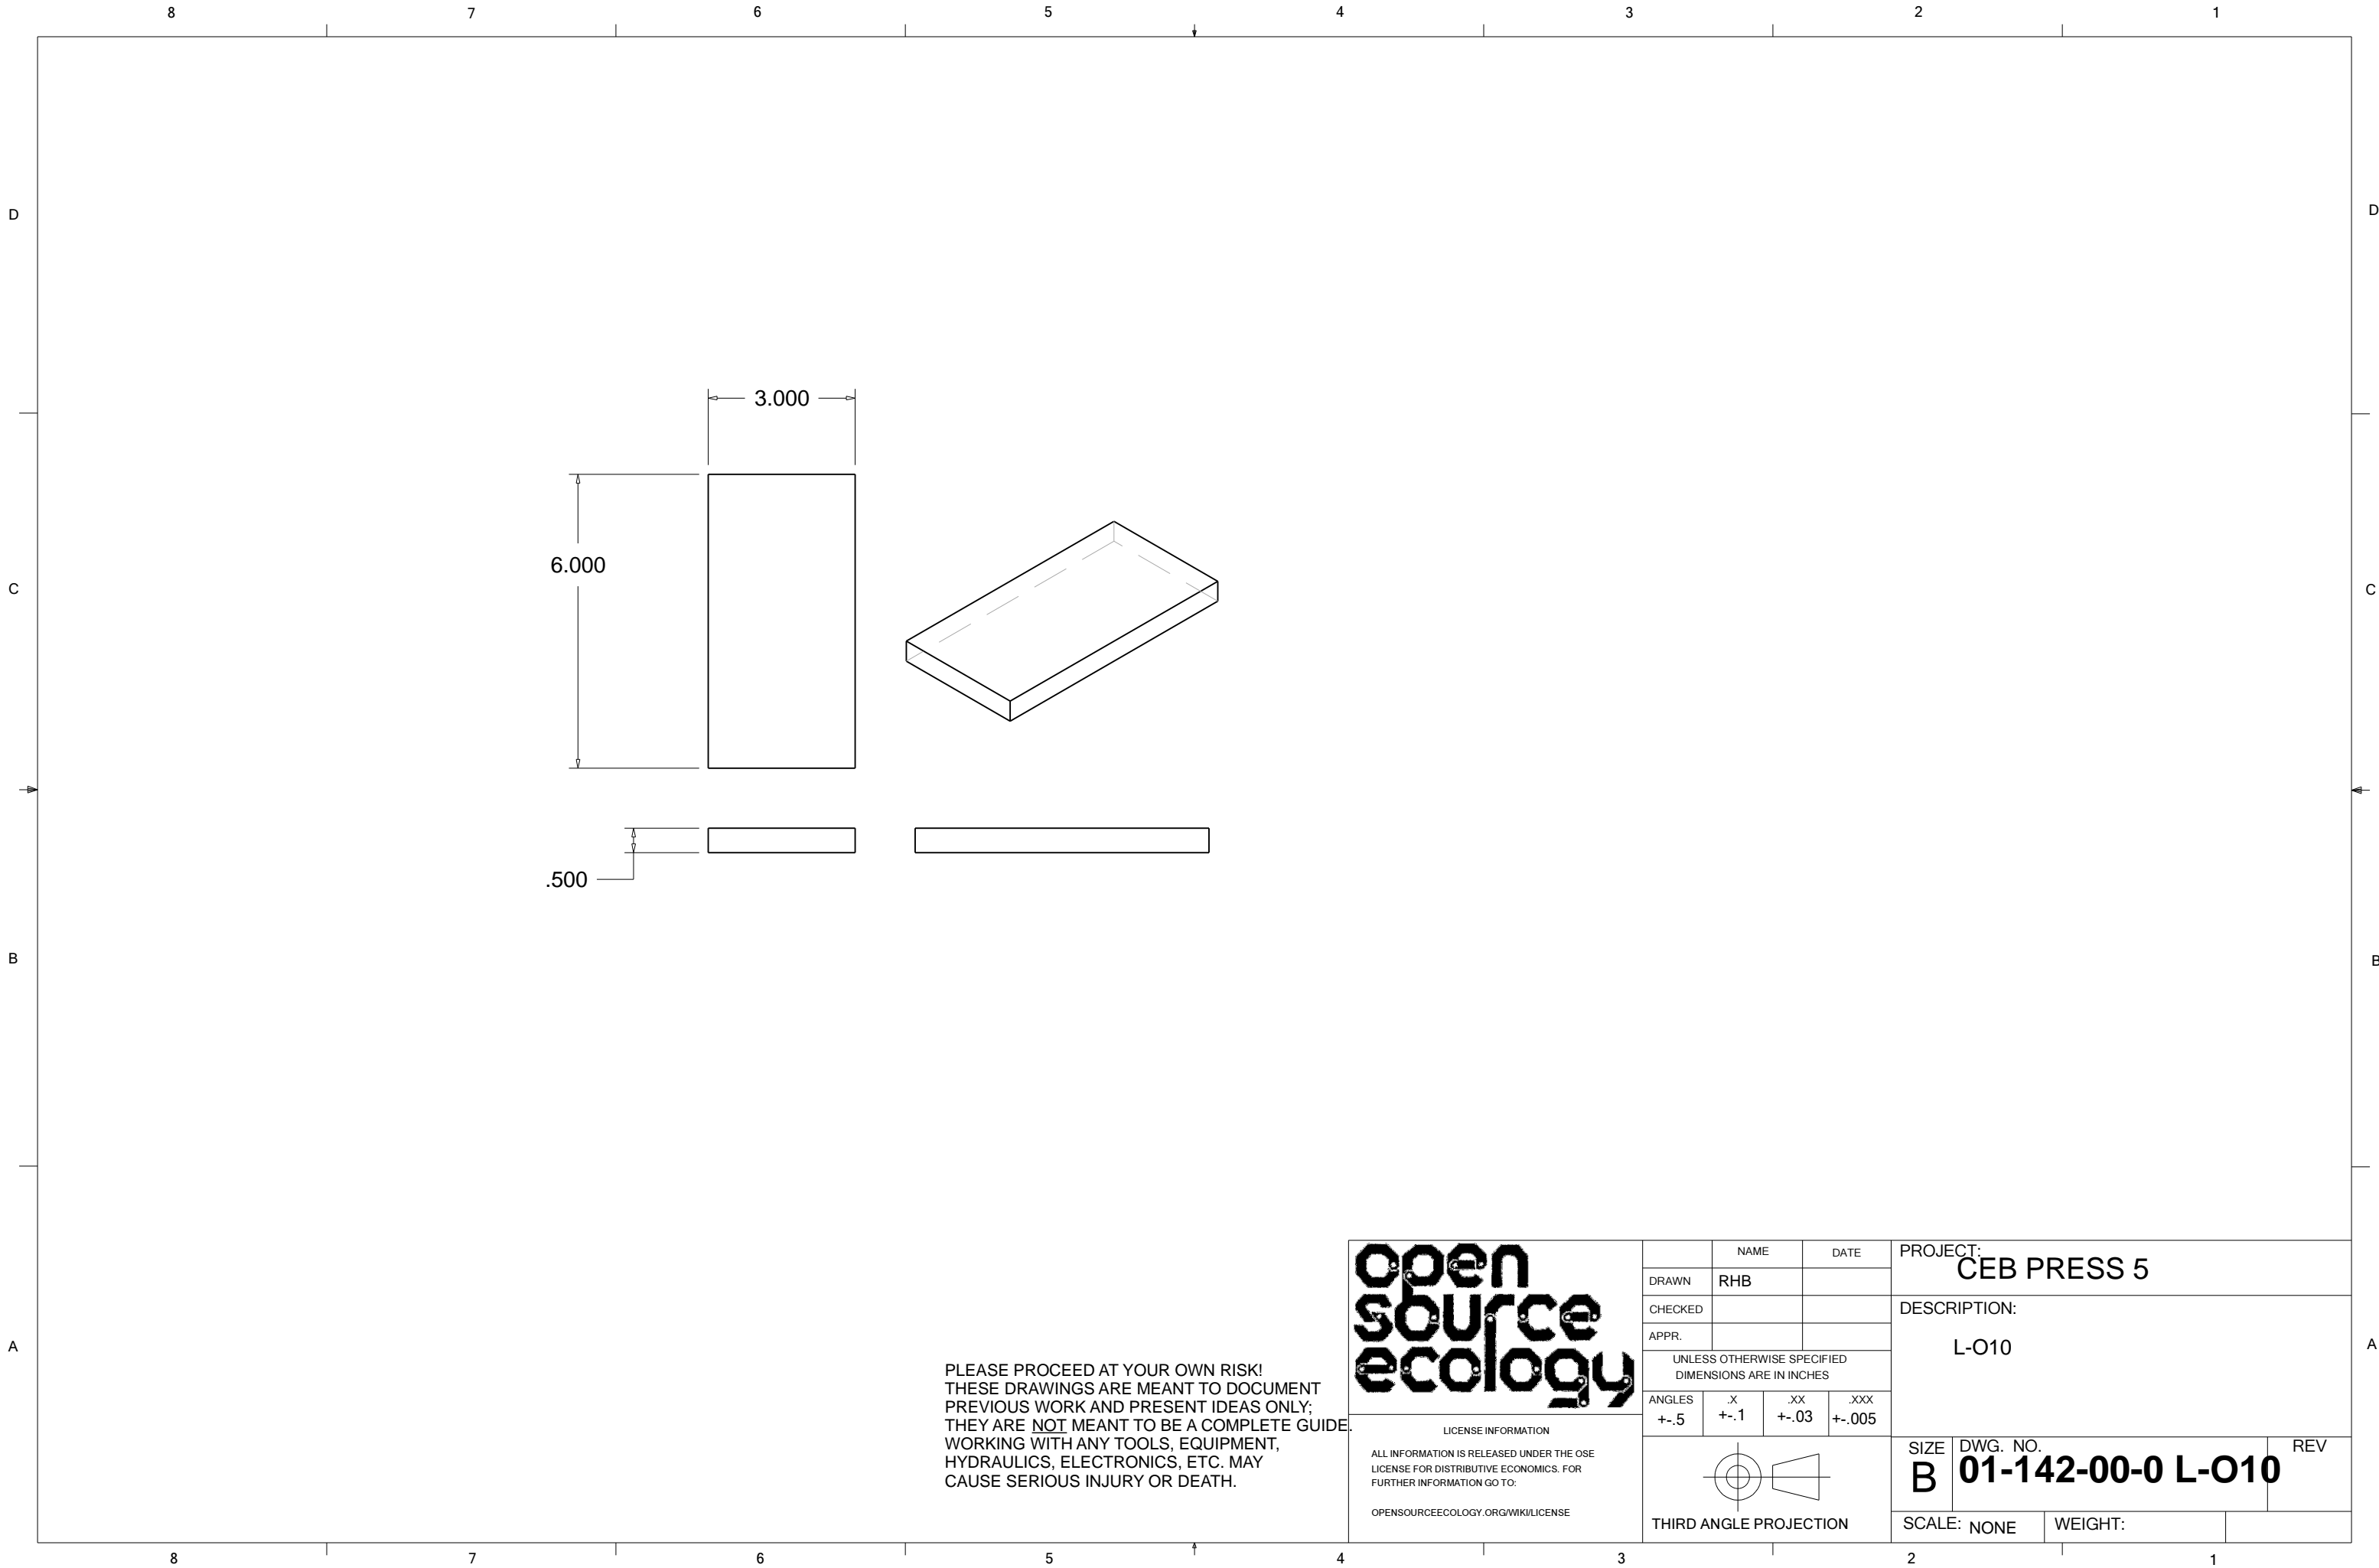 8 7 6 5 4 3 2 1
D D
3.000
6.000
C C
.500
B B
A A
PLEASE PROCEED AT YOUR OWN RISK!
THESE DRAWINGS ARE MEANT TO DOCUMENT
PREVIOUS WORK AND PRESENT IDEAS ONLY;
THEY ARE NOT MEANT TO BE A COMPLETE GUIDE.
WORKING WITH ANY TOOLS, EQUIPMENT,
HYDRAULICS, ELECTRONICS, ETC. MAY
CAUSE SERIOUS INJURY OR DEATH.
open
source
ecology
LICENSE INFORMATION
ALL INFORMATION IS RELEASED UNDER THE OSE
LICENSE FOR DISTRIBUTIVE ECONOMICS. FOR
FURTHER INFORMATION GO TO:
OPENSOURCEECOLOGY.ORG/WIKI/LICENSE
NAME DATE
DRAWN RHB
CHECKED
APPR.
UNLESS OTHERWISE SPECIFIED
DIMENSIONS ARE IN INCHES
ANGLES .X .XX .XXX
+-.5 +-.1 +-.03 +-.005
THIRD ANGLE PROJECTION
PROJECT:
CEB PRESS 5
DESCRIPTION:
L-O10
SIZE DWG. NO. REV
B 01-142-00-0 L-O10
SCALE: NONE WEIGHT:
8 7 6 5 4 3 2 1